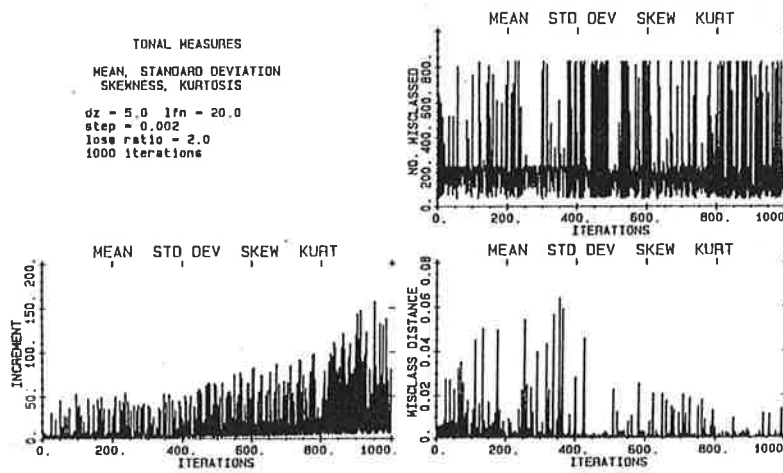 TONAL MEASURES
MEAN, STANDARD DEVIATION
SKEWNESS, KURTOSIS
dz = 5.0 lfn = 20.0
step = 0.002
lose ratio = 2.0
1000 iterations
MEAN STD DEV SKEW KURT
NO. MISCLASSED
0. 200. 400. 600. 800.
0. 200. 400. 600. 800. 1000
ITERATIONS
MEAN STD DEV SKEW KURT
INCREMENT
0. 50. 100. 150. 200.
0. 200. 400. 600. 800. 1000.
ITERATIONS
MEAN STD DEV SKEW KURT
MISCLASS DISTANCE
0. 0.02 0.04 0.06 0.08
0. 200. 400. 600. 800. 1000
ITERATIONS